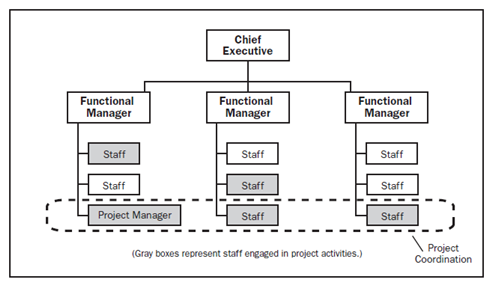 Chief
Executive
Functional
Manager
Functional
Manager
Functional
Manager
Staff
Staff
Staff
Staff
Staff
Staff
Project Manager
Staff
Staff
(Gray boxes represent staff engaged in project activities.)
Project
Coordination